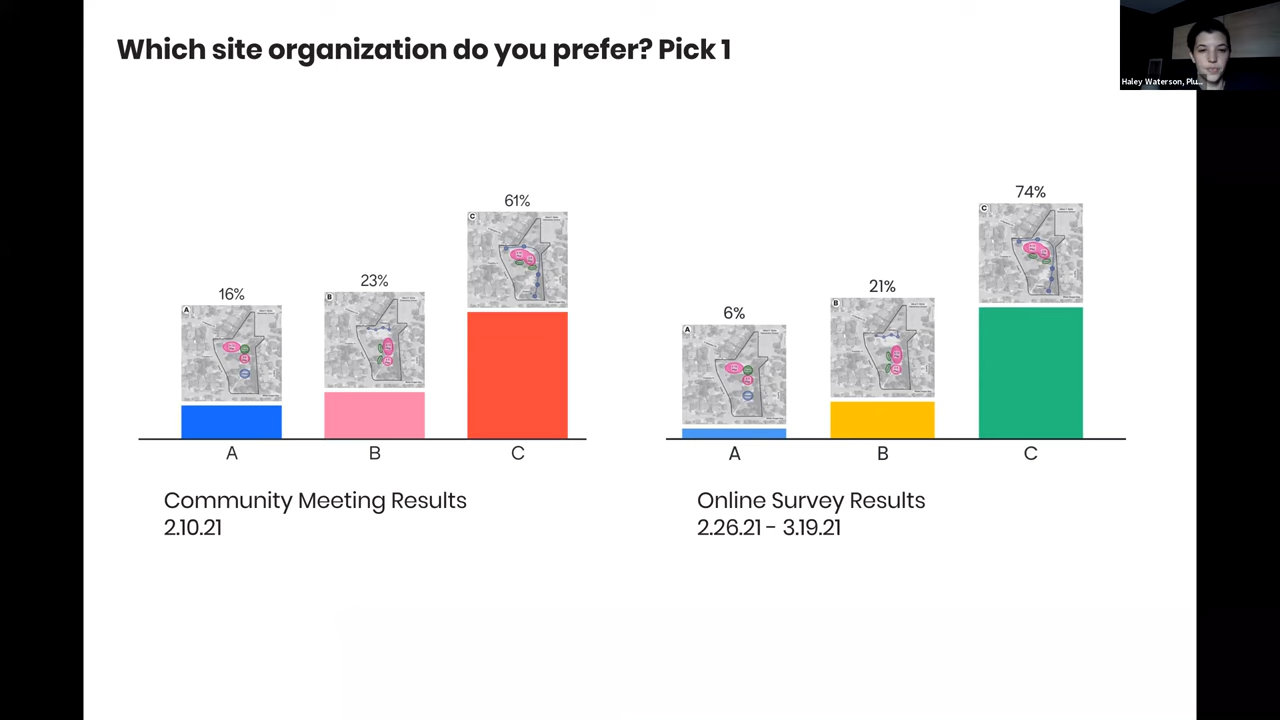 Which site organization do you prefer? Pick 1
Haley Waterson, Plu...
16%
23%
61%
A
B
C
A
B
C
Community Meeting Results
2.10.21
6%
21%
74%
A
B
C
A
B
C
Online Survey Results
2.26.21 - 3.19.21